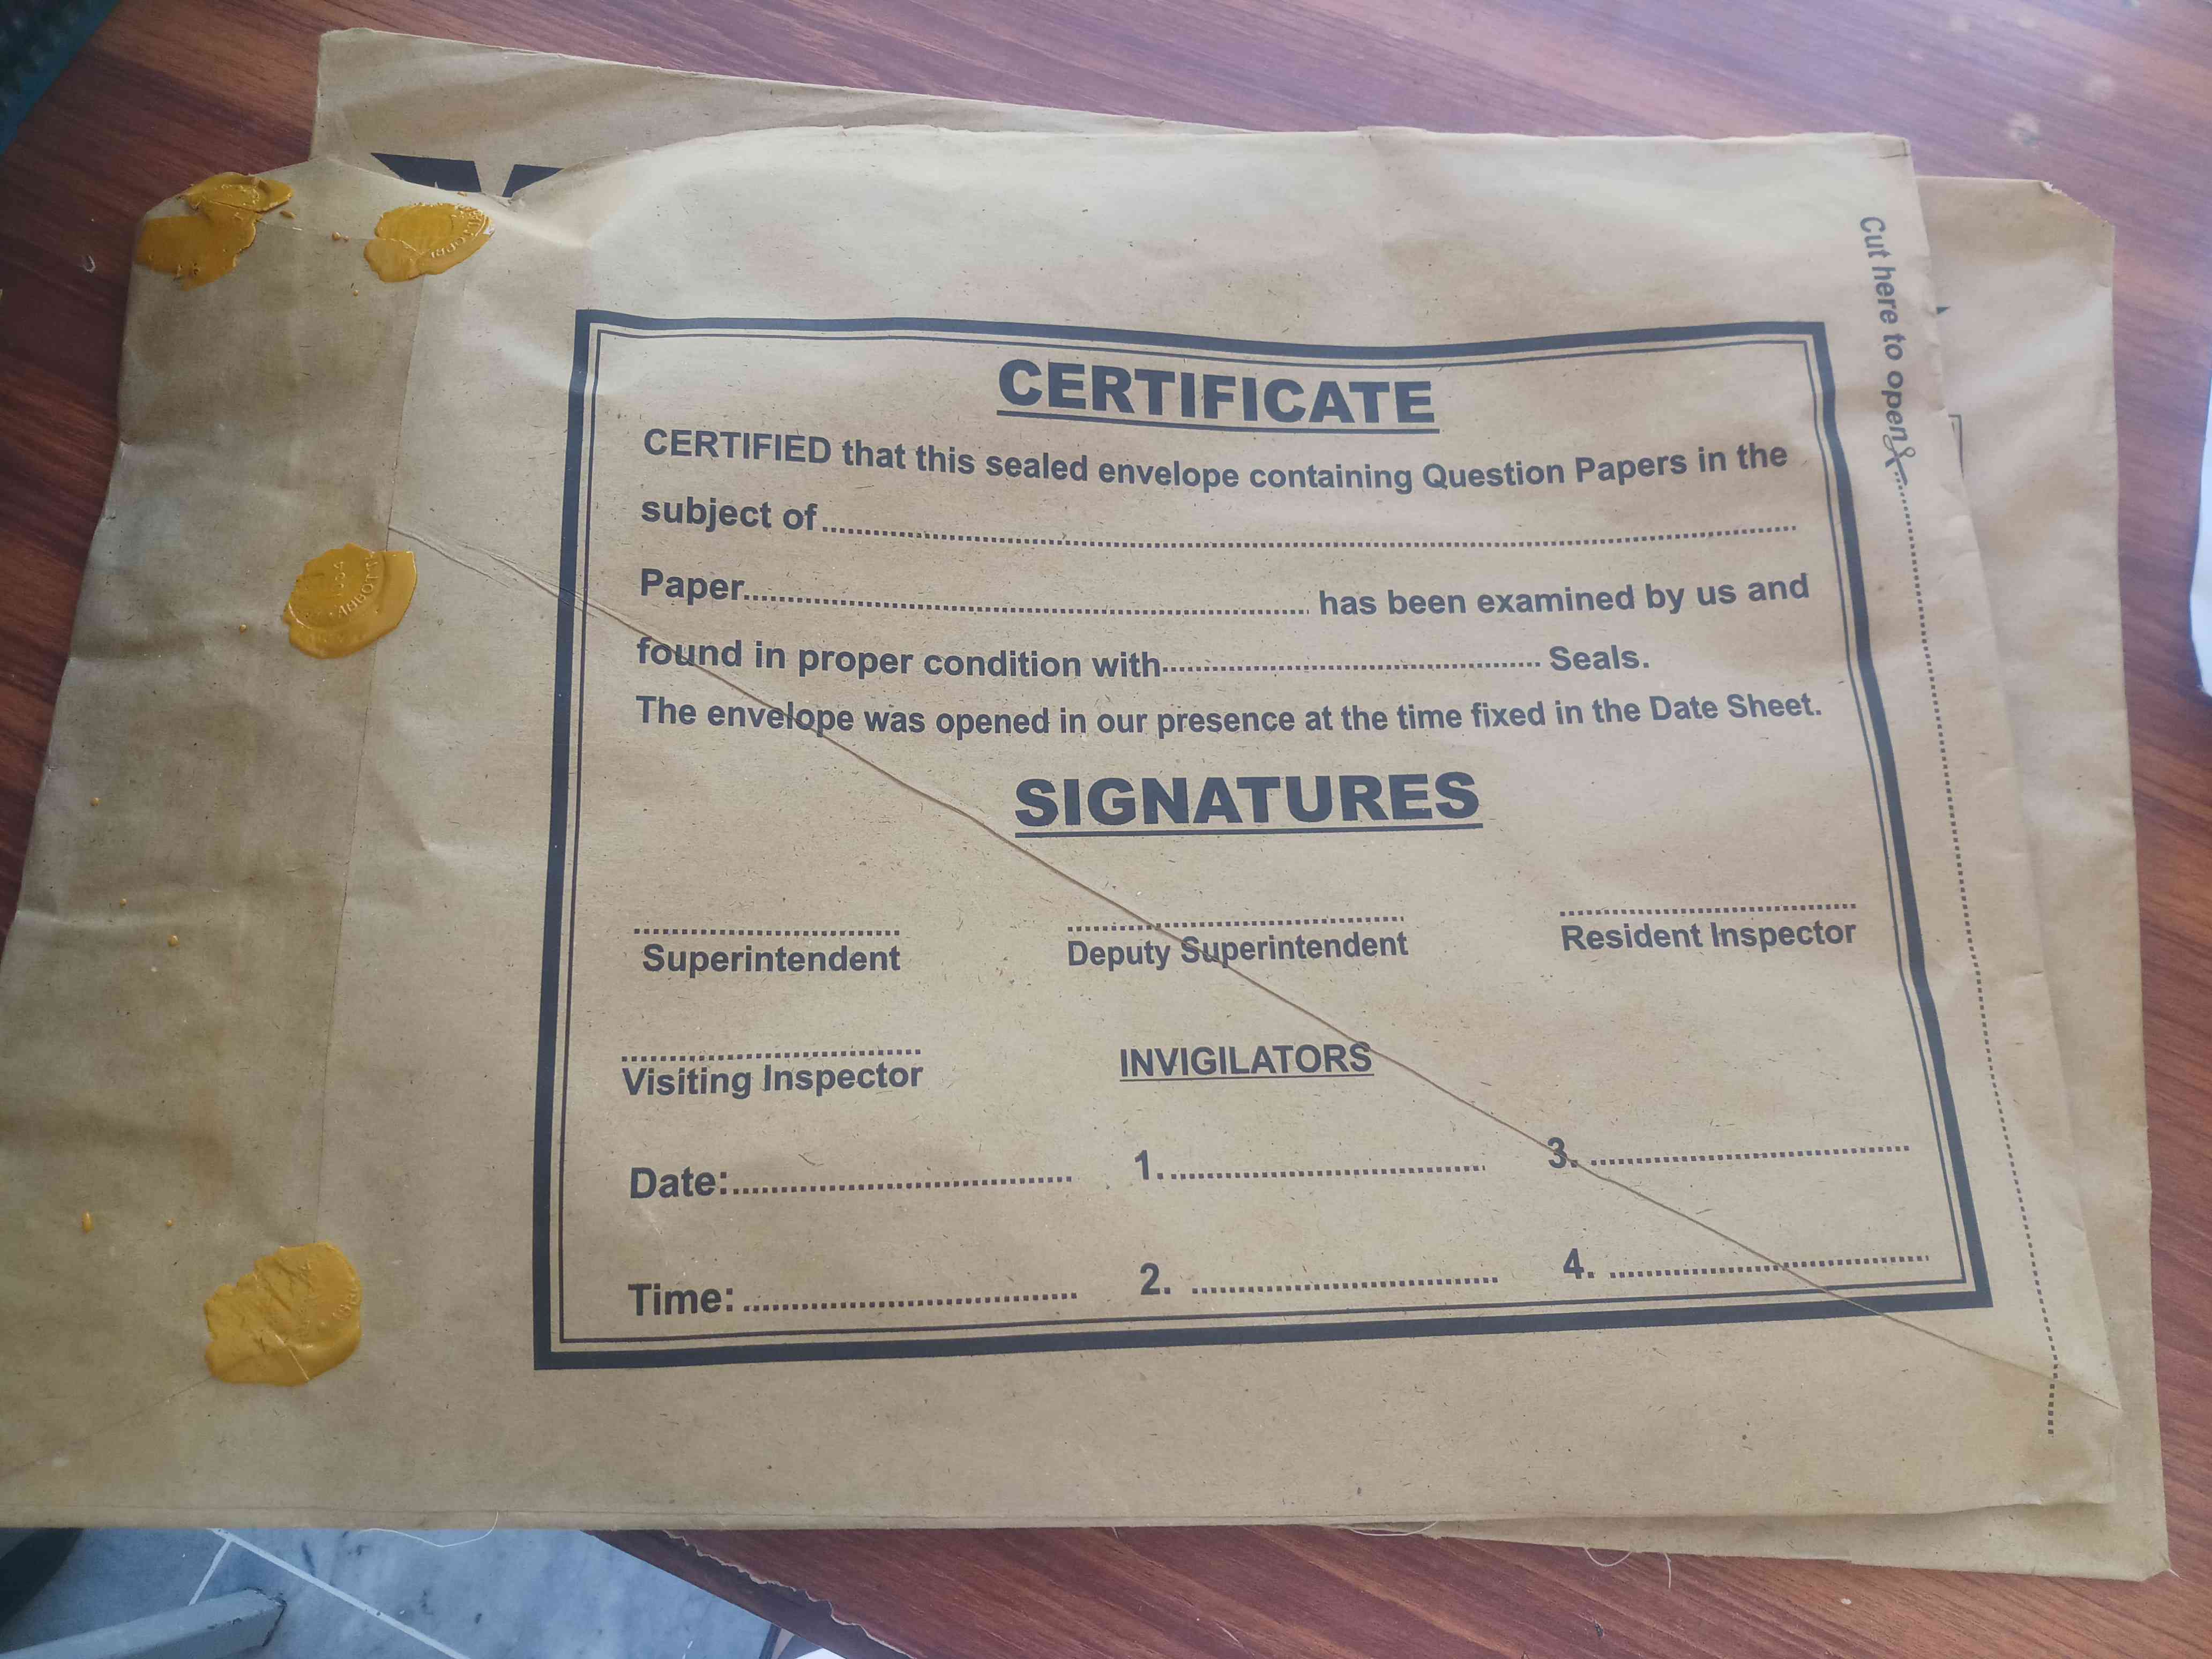 Cut here to open
CERTIFICATE
CERTIFIED that this sealed envelope containing Question Papers in the
subject of
Paper has been examined by us and
found in proper condition with Seals.
The envelope was opened in our presence at the time fixed in the Date Sheet.
SIGNATURES
Superintendent Deputy Superintendent Resident Inspector
Visiting Inspector INVIGILATORS
Date: 1. 3.
Time: 2. 4.